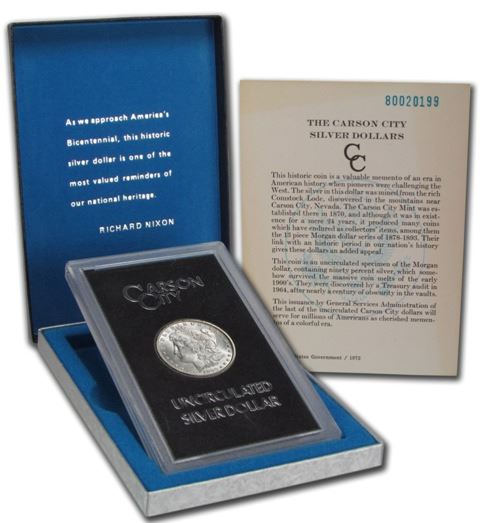 As we approach America's
Bicentennial, this historic
silver dollar is one of the
most valued reminders of
our national heritage.
RICHARD NIXON
CARSON
CITY
UNCIRCULATED
SILVER DOLLAR
80020199
THE CARSON CITY
SILVER DOLLARS
CC
This historic coin is a valuable memento of an era in
American history when pioneers were challenging the
West. The silver in this dollar was mined from the rich
Comstock Lode, discovered in the mountains near
Carson City, Nevada. The Carson City Mint was es-
tablished there in 1870, and although it was in exist-
ence for a mere 24 years, it produced many coins
which have endured as collectors' items, among them
the 13 piece Morgan dollar series of 1878-1893. Their
link with an historic period in our nation's history
gives these dollars an added appeal.
This coin is an uncirculated specimen of the Morgan
dollar, containing ninety percent silver, which some-
how survived the massive coin melts of the early
1900's. They were discovered by a Treasury audit in
1964, after nearly a century of obscurity in the vaults.
This issuance by General Services Administration of
the last of the uncirculated Carson City dollars will
serve for millions of Americans as cherished memen-
tos of a colorful era.
States Government / 1972